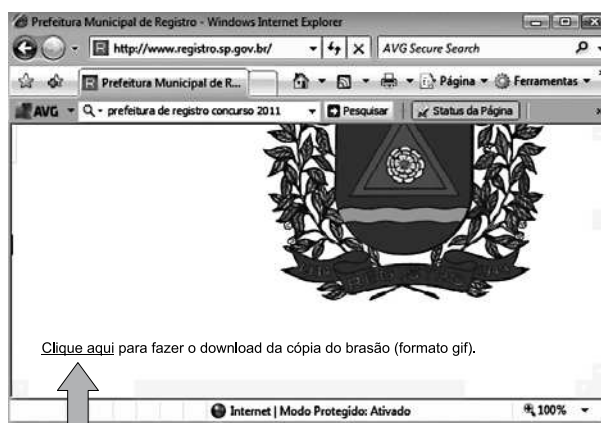 Prefeitura Municipal de Registro - Windows Internet Explorer
http://www.registro.sp.gov.br/
AVG Secure Search
Prefeitura Municipal de R...
Página
Ferramentas
AVG
prefeitura de registro concurso 2011
Pesquisar
Status da Página
Clique aqui para fazer o download da cópia do brasão (formato gif).
Internet | Modo Protegido: Ativado
100%